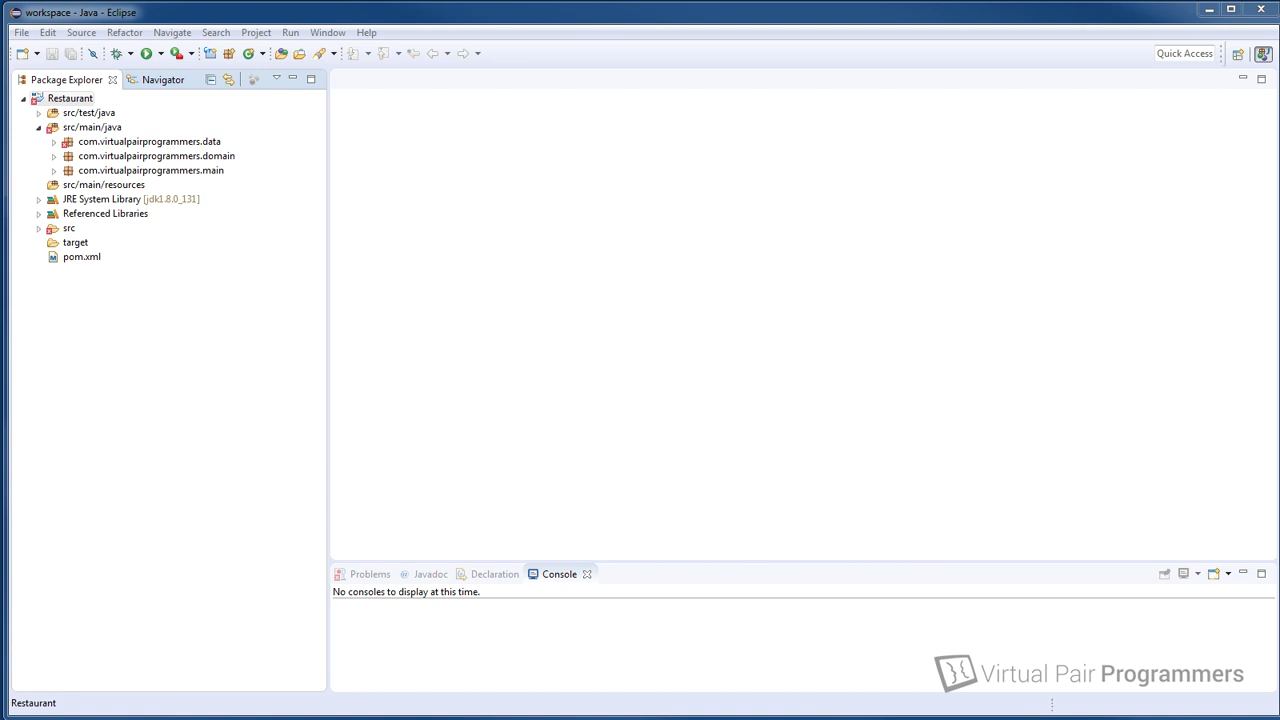 workspace - Java - Eclipse
File Edit Source Refactor Navigate Search Project Run Window Help
Quick Access
Package Explorer Navigator
Restaurant
src/test/java
src/main/java
com.virtualpairprogrammers.data
com.virtualpairprogrammers.domain
com.virtualpairprogrammers.main
src/main/resources
JRE System Library [jdk1.8.0_131]
Referenced Libraries
src
target
pom.xml
Problems Javadoc Declaration Console
No consoles to display at this time.
Virtual Pair Programmers
Restaurant